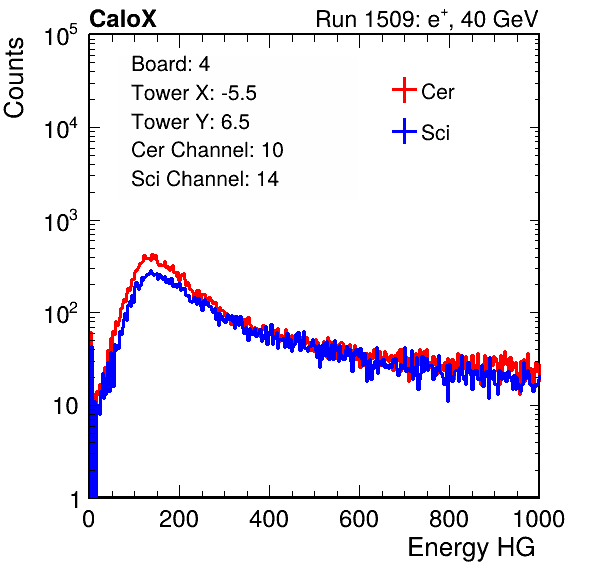 CaloX Run 1509: e⁺, 40 GeV
Counts
Board: 4
Tower X: -5.5
Tower Y: 6.5
Cer Channel: 10
Sci Channel: 14
Cer
Sci
10⁵
10⁴
10³
10²
10
1
0 200 400 600 800 1000
Energy HG